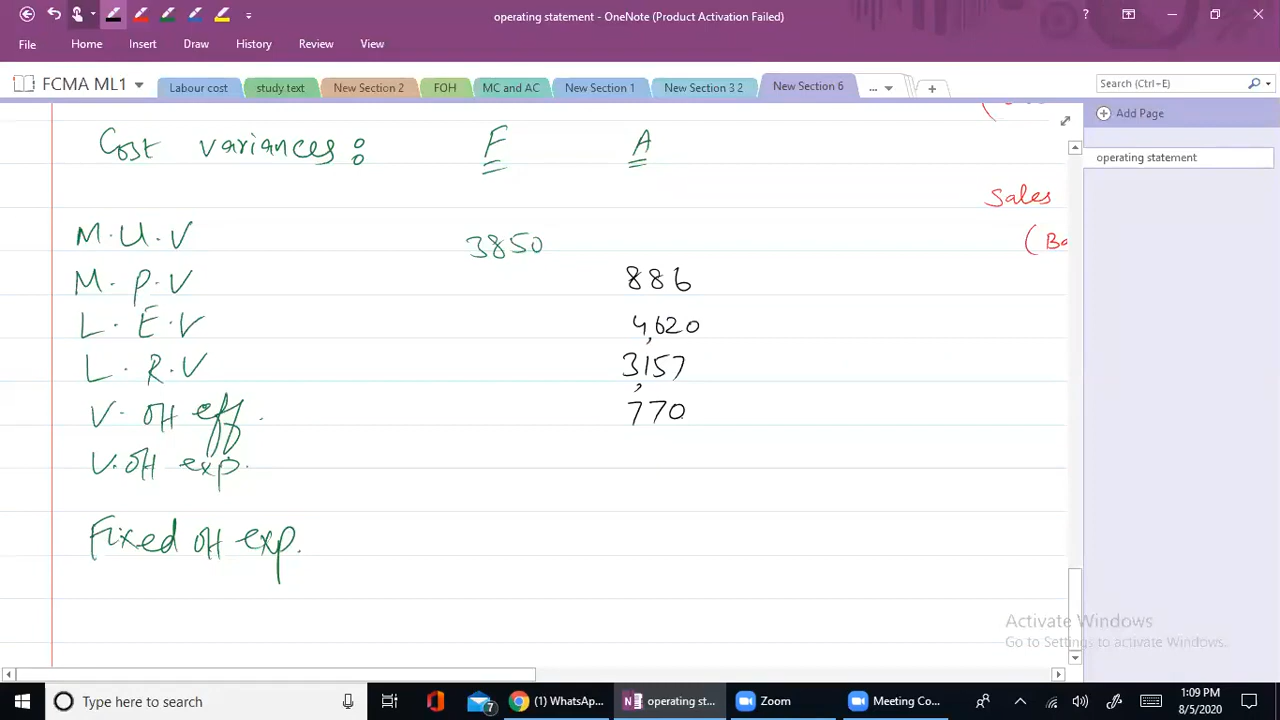 operating statement - OneNote (Product Activation Failed)
?
File Home Insert Draw History Review View
FCMA ML1 Labour cost study text New Section 2 FOH MC and AC New Section 1 New Section 3 2 New Section 6 ...
Search (Ctrl+E)
Add Page
operating statement
Cost variances: F A
Sales
M.U.V 3850
M.P.V 886
L.E.V 4,620
L.R.V 3,157
V. OH eff. 770
V. OH exp.
Fixed OH exp.
Activate Windows
Go to Settings to activate Windows.
Type here to search
7
(1) WhatsApp...
operating st...
Zoom
Meeting Co...
1:09 PM
8/5/2020